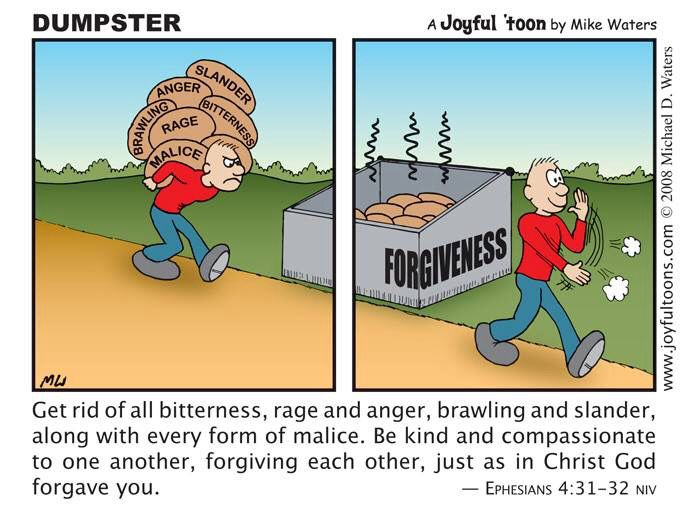 DUMPSTER
A Joyful 'toon by Mike Waters
SLANDER
ANGER
BRAWLING
BITTERNESS
RAGE
MALICE
MW
FORGIVENESS
www.joyfultoons.com © 2008 Michael D. Waters
Get rid of all bitterness, rage and anger, brawling and slander,
along with every form of malice. Be kind and compassionate
to one another, forgiving each other, just as in Christ God
forgave you.
— EPHESIANS 4:31-32 NIV